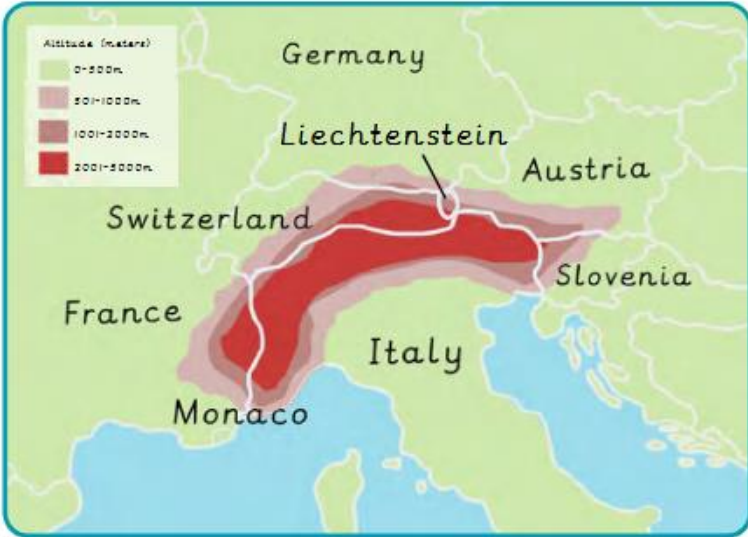 Altitude (meters)
0-500m
501-1000m
1001-2000m
2001-5000m
Germany
Liechtenstein
Austria
Switzerland
Slovenia
France
Italy
Monaco